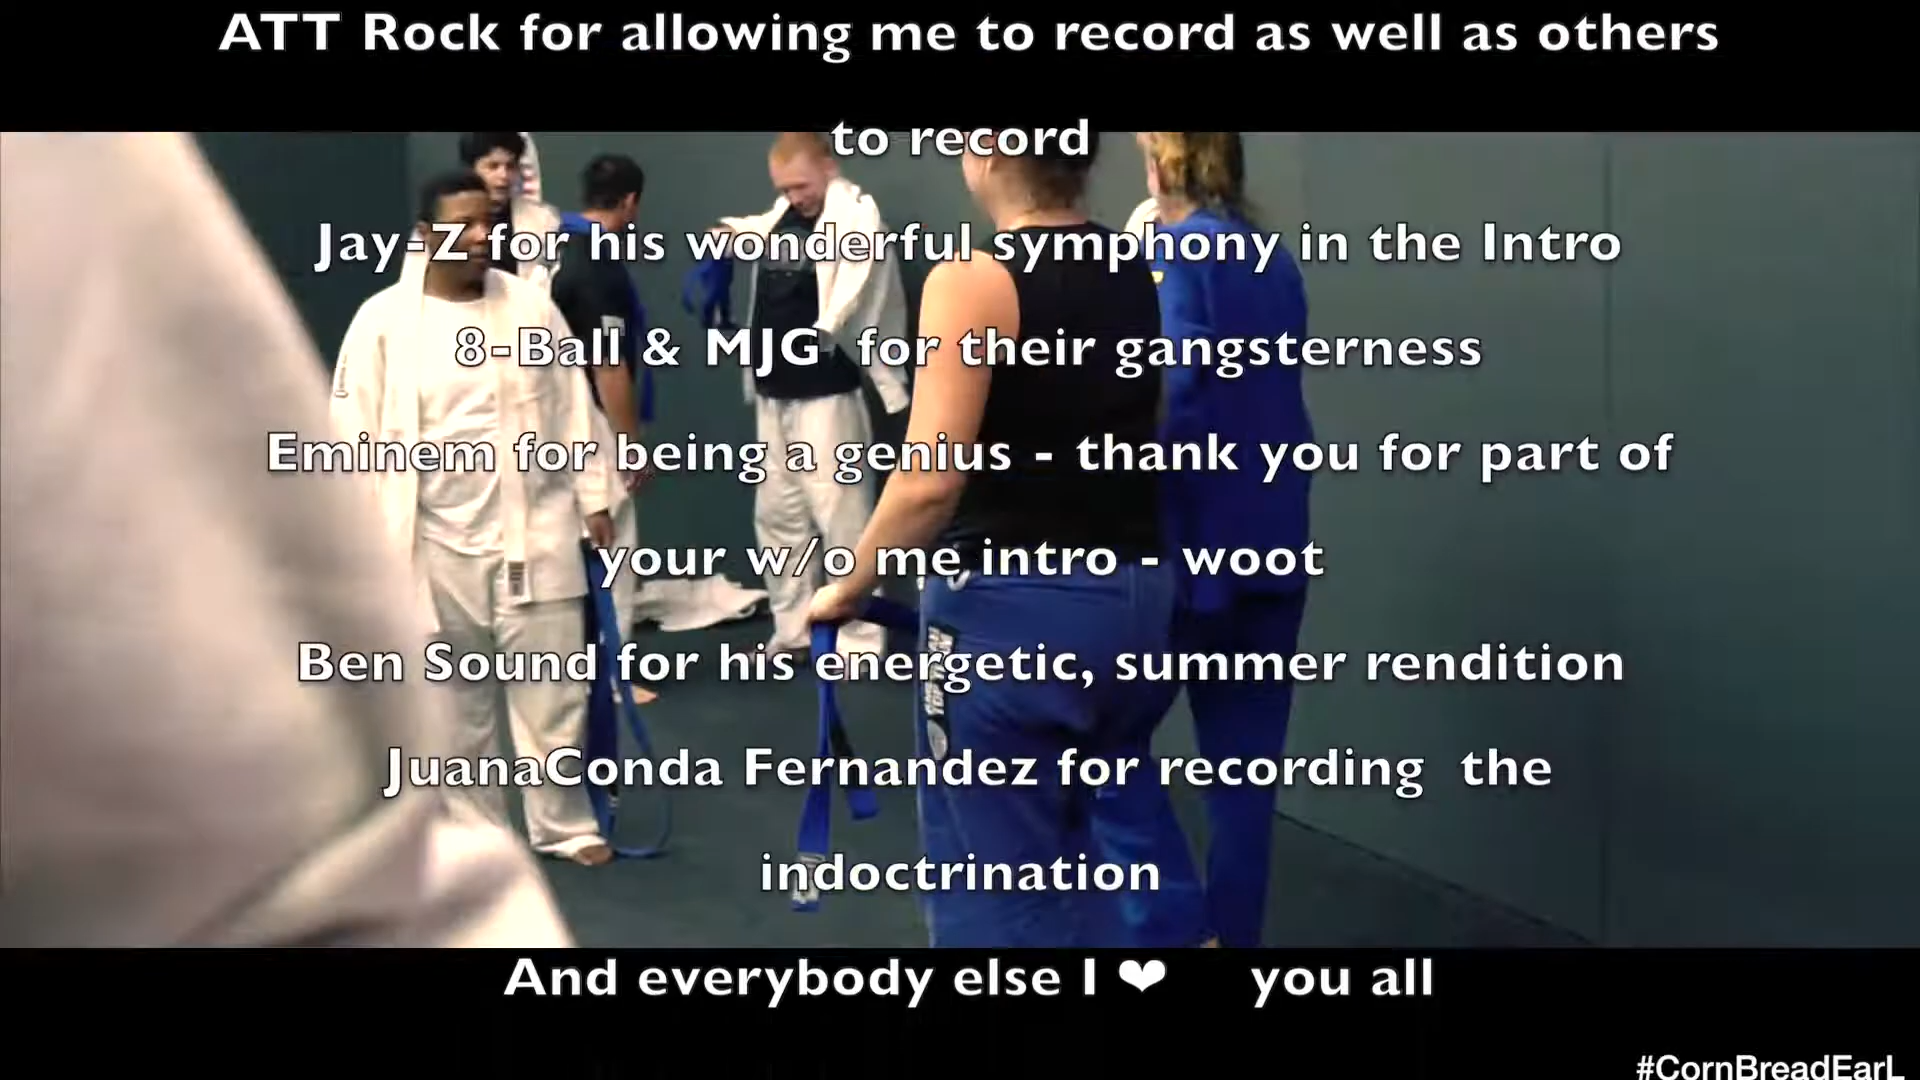 ATT Rock for allowing me to record as well as others
to record
Jay-Z for his wonderful symphony in the Intro
8-Ball & MJG for their gangsterness
Eminem for being a genius - thank you for part of
your w/o me intro - woot
Ben Sound for his energetic, summer rendition
JuanaConda Fernandez for recording the
indoctrination
And everybody else I ❤ you all
#CornBreadEarL